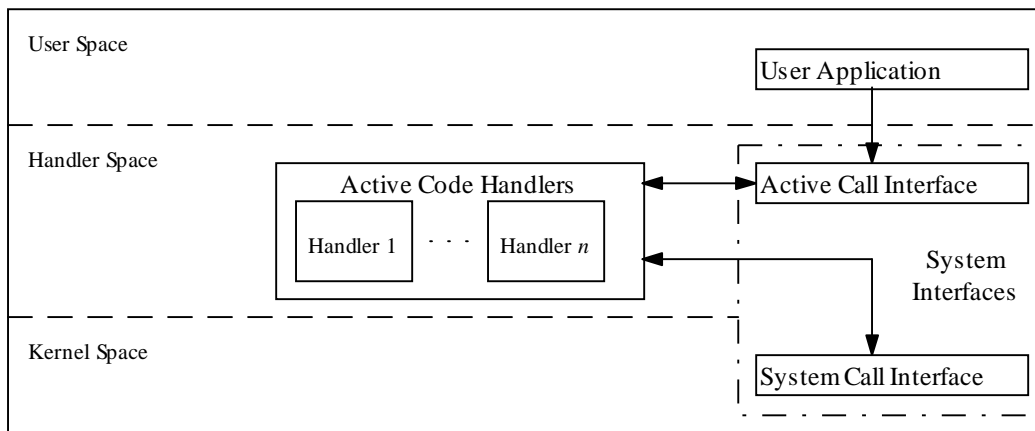 User Space
User Application
Handler Space
Active Code Handlers
Active Call Interface
Handler 1
. . .
Handler n
System
Interfaces
Kernel Space
System Call Interface